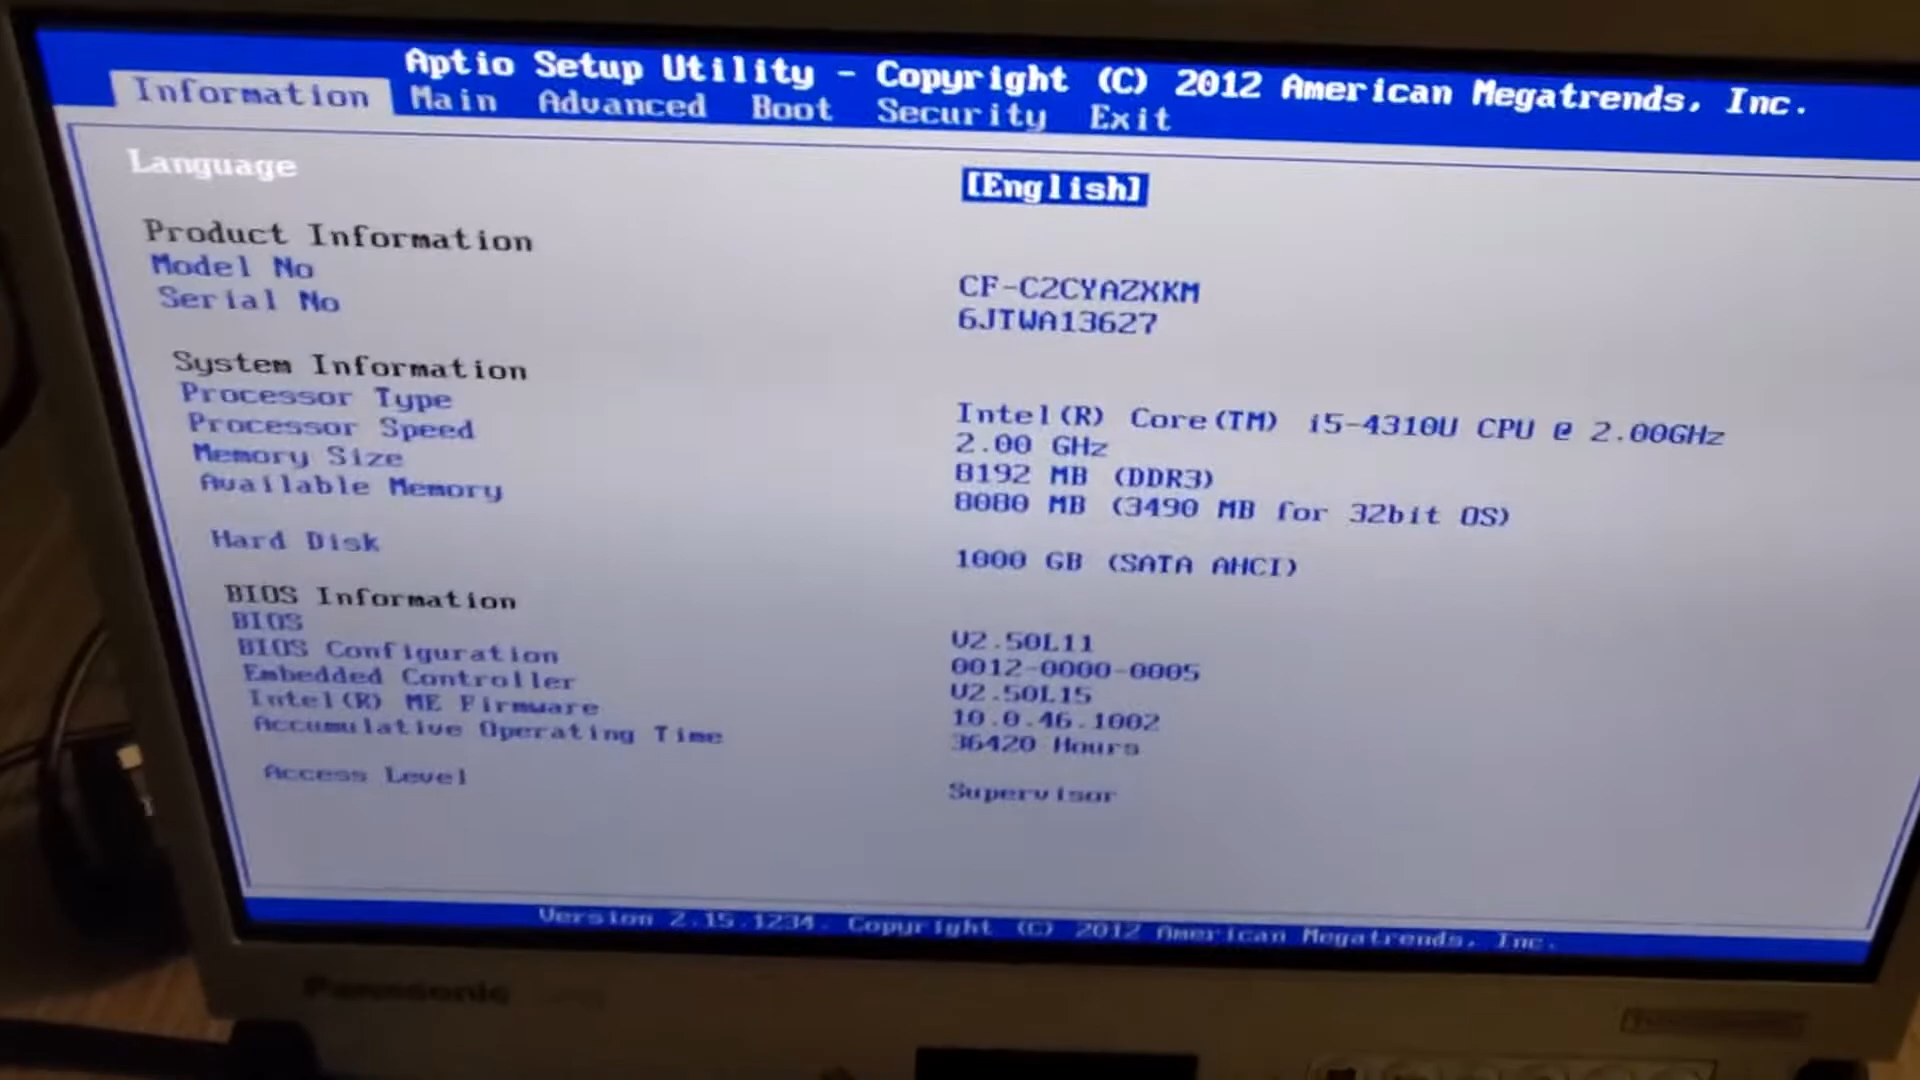 Aptio Setup Utility - Copyright (C) 2012 American Megatrends, Inc.
Information Main Advanced Boot Security Exit
Language [English]
Product Information
Model No CF-C2CYAZXKM
Serial No 6JTWA13627
System Information
Processor Type Intel(R) Core(TM) i5-4310U CPU @ 2.00GHz
Processor Speed 2.00 GHz
Memory Size 8192 MB (DDR3)
Available Memory 8080 MB (3490 MB for 32bit OS)
Hard Disk 1000 GB (SATA AHCI)
BIOS Information
BIOS V2.50L11
BIOS Configuration 0012-0000-0005
Embedded Controller V2.50L15
Intel(R) ME Firmware 10.0.46.1002
Accumulative Operating Time 36420 Hours
Access Level Supervisor
Version 2.15.1234. Copyright (C) 2012 American Megatrends, Inc.
Panasonic